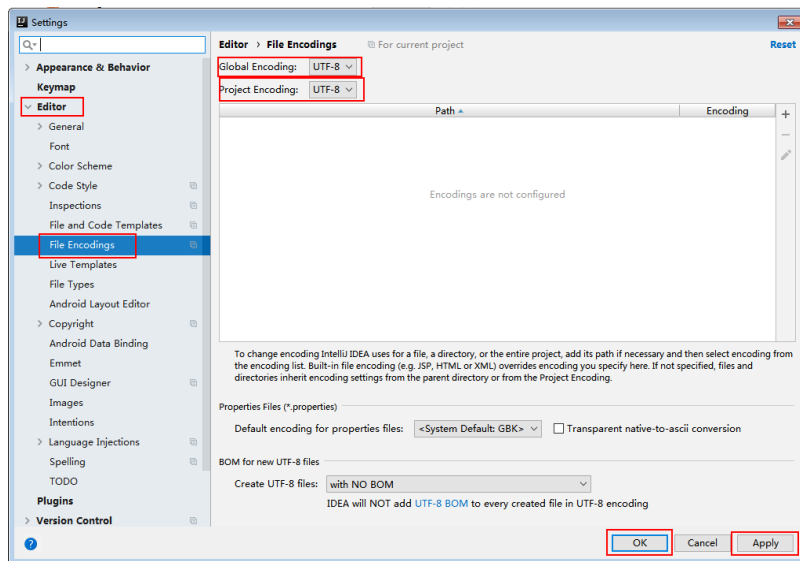 Settings
Editor > File Encodings For current project Reset
Global Encoding: UTF-8
Project Encoding: UTF-8
Path Encoding
Encodings are not configured
Appearance & Behavior
Keymap
Editor
General
Font
Color Scheme
Code Style
Inspections
File and Code Templates
File Encodings
Live Templates
File Types
Android Layout Editor
Copyright
Android Data Binding
Emmet
GUI Designer
Images
Intentions
Language Injections
Spelling
TODO
Plugins
Version Control
To change encoding IntelliJ IDEA uses for a file, a directory, or the entire project, add its path if necessary and then select encoding from
the encoding list. Built-in file encoding (e.g. JSP, HTML or XML) overrides encoding you specify here. If not specified, files and
directories inherit encoding settings from the parent directory or from the Project Encoding.
Properties Files (*.properties)
Default encoding for properties files: <System Default: GBK> Transparent native-to-ascii conversion
BOM for new UTF-8 files
Create UTF-8 files: with NO BOM
IDEA will NOT add UTF-8 BOM to every created file in UTF-8 encoding
? OK Cancel Apply